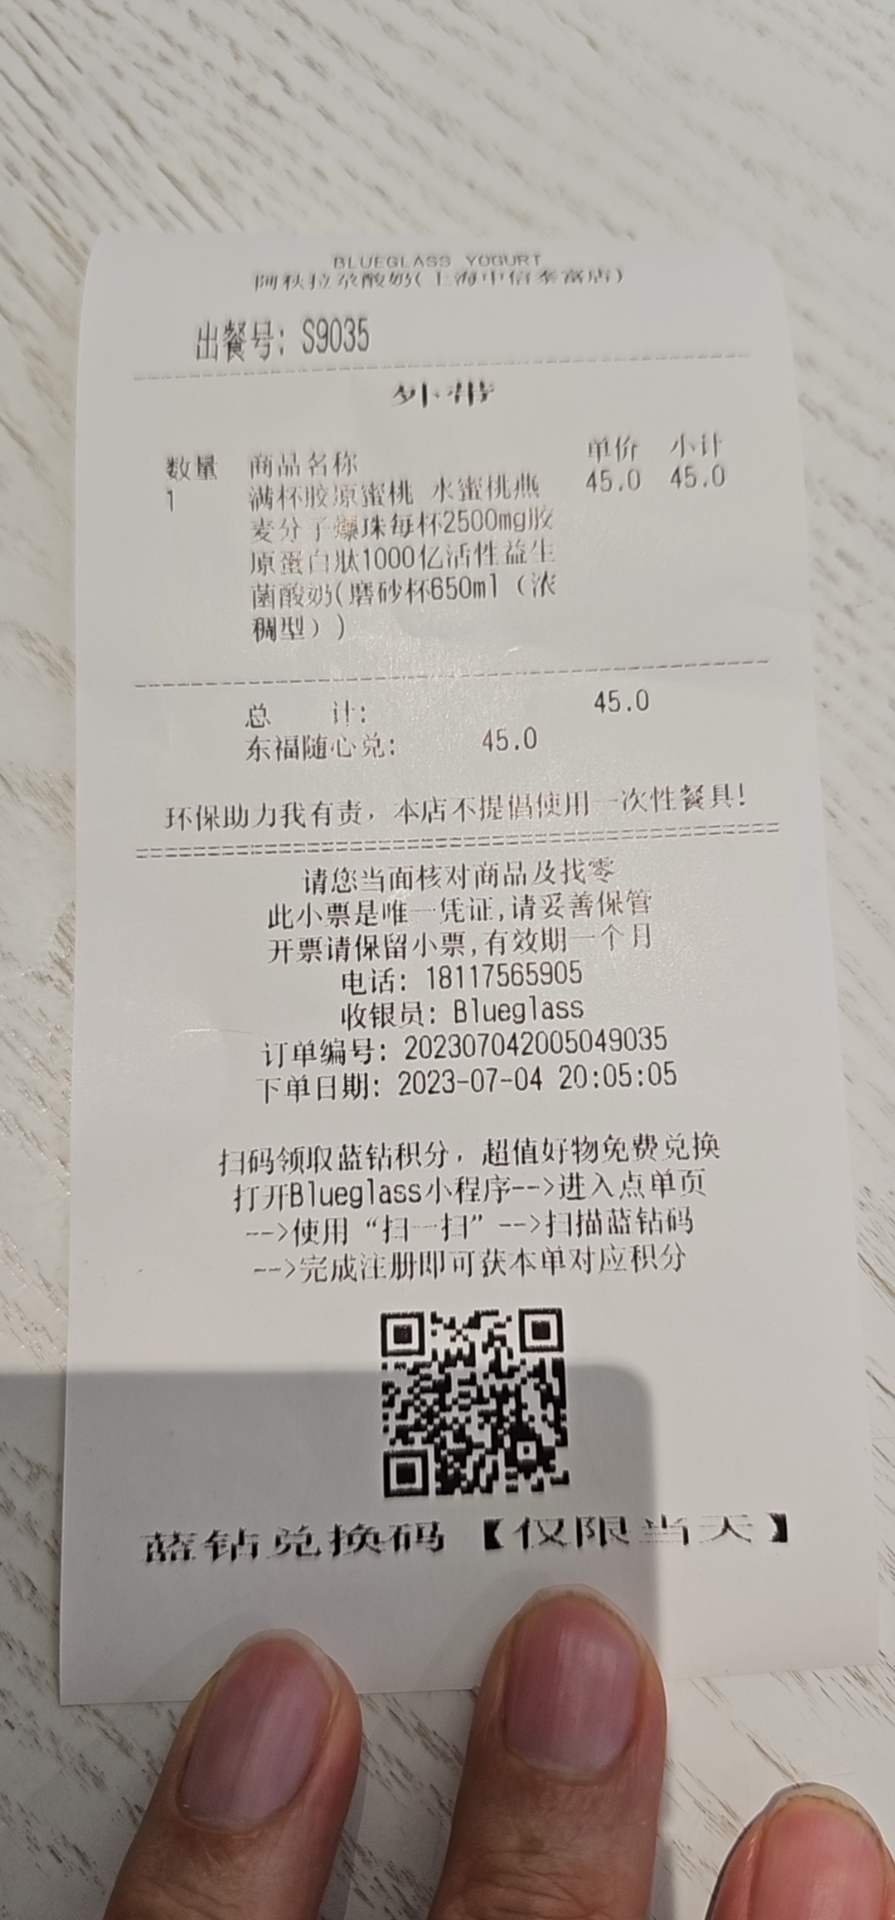 BLUEGLASS YOGURT
阿秋拉尕酸奶(上海中信泰富店)
出餐号: S9035
外带
数量 商品名称 单价 小计
1 满杯胶原蜜桃 水蜜桃燕 45.0 45.0
麦分子爆珠每杯2500mg胶
原蛋白肽1000亿活性益生
菌酸奶(磨砂杯650ml（浓
稠型）)
总 计: 45.0
东福随心兑: 45.0
环保助力我有责，本店不提倡使用一次性餐具!
请您当面核对商品及找零
此小票是唯一凭证,请妥善保管
开票请保留小票,有效期一个月
电话: 18117565905
收银员: Blueglass
订单编号: 202307042005049035
下单日期: 2023-07-04 20:05:05
扫码领取蓝钻积分，超值好物免费兑换
打开Blueglass小程序-->进入点单页
-->使用“扫一扫”-->扫描蓝钻码
-->完成注册即可获本单对应积分
蓝钻兑换码【仅限当天】